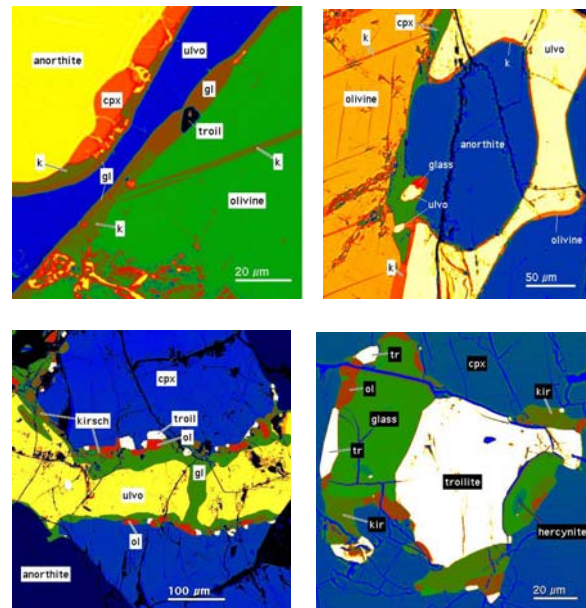 anorthite
ulvo
gl
cpx
troil
k
k
gl
olivine
k
20 µm
cpx
k
ulvo
k
olivine
anorthite
glass
ulvo
olivine
k
50 µm
cpx
kirsch
troil
ol
gl
ulvo
ol
anorthite
100 µm
tr
cpx
ol
kir
glass
tr
troilite
kir
hercynite
20 µm